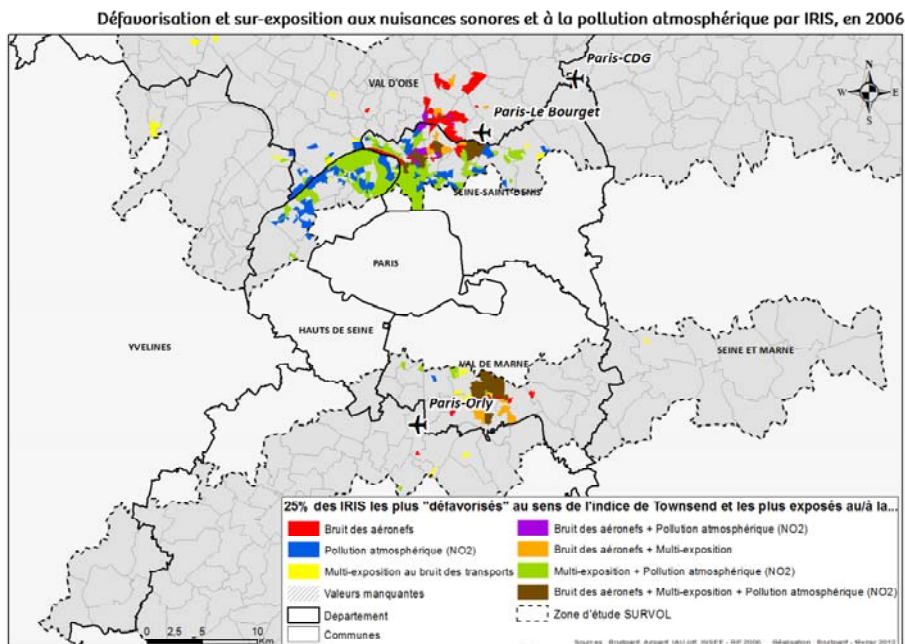 Défavorisation et sur-exposition aux nuisances sonores et à la pollution atmosphérique par IRIS, en 2006
Paris-CDG
VAL D'OISE
N
W E
S
Paris-Le Bourget
SEINE-SAINT-DENIS
PARIS
HAUTS DE SEINE
YVELINES
VAL DE MARNE
SEINE ET MARNE
Paris-Orly
25% des IRIS les plus "défavorisés" au sens de l'indice de Townsend et les plus exposés au/à la...
Bruit des aéronefs
Bruit des aéronefs + Pollution atmosphérique (NO2)
Pollution atmosphérique (NO2)
Bruit des aéronefs + Multi-exposition
Multi-exposition au bruit des transports
Multi-exposition + Pollution atmosphérique (NO2)
Valeurs manquantes
Bruit des aéronefs + Multi-exposition + Pollution atmosphérique (NO2)
Departement
Zone d'étude SURVOL
Communes
0 2.5 5 10
Km
Sources